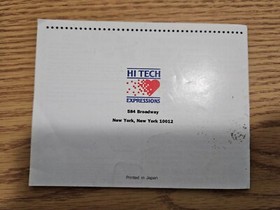 HI TECH
EXPRESSIONS
584 Broadway
New York, New York 10012
Printed in Japan